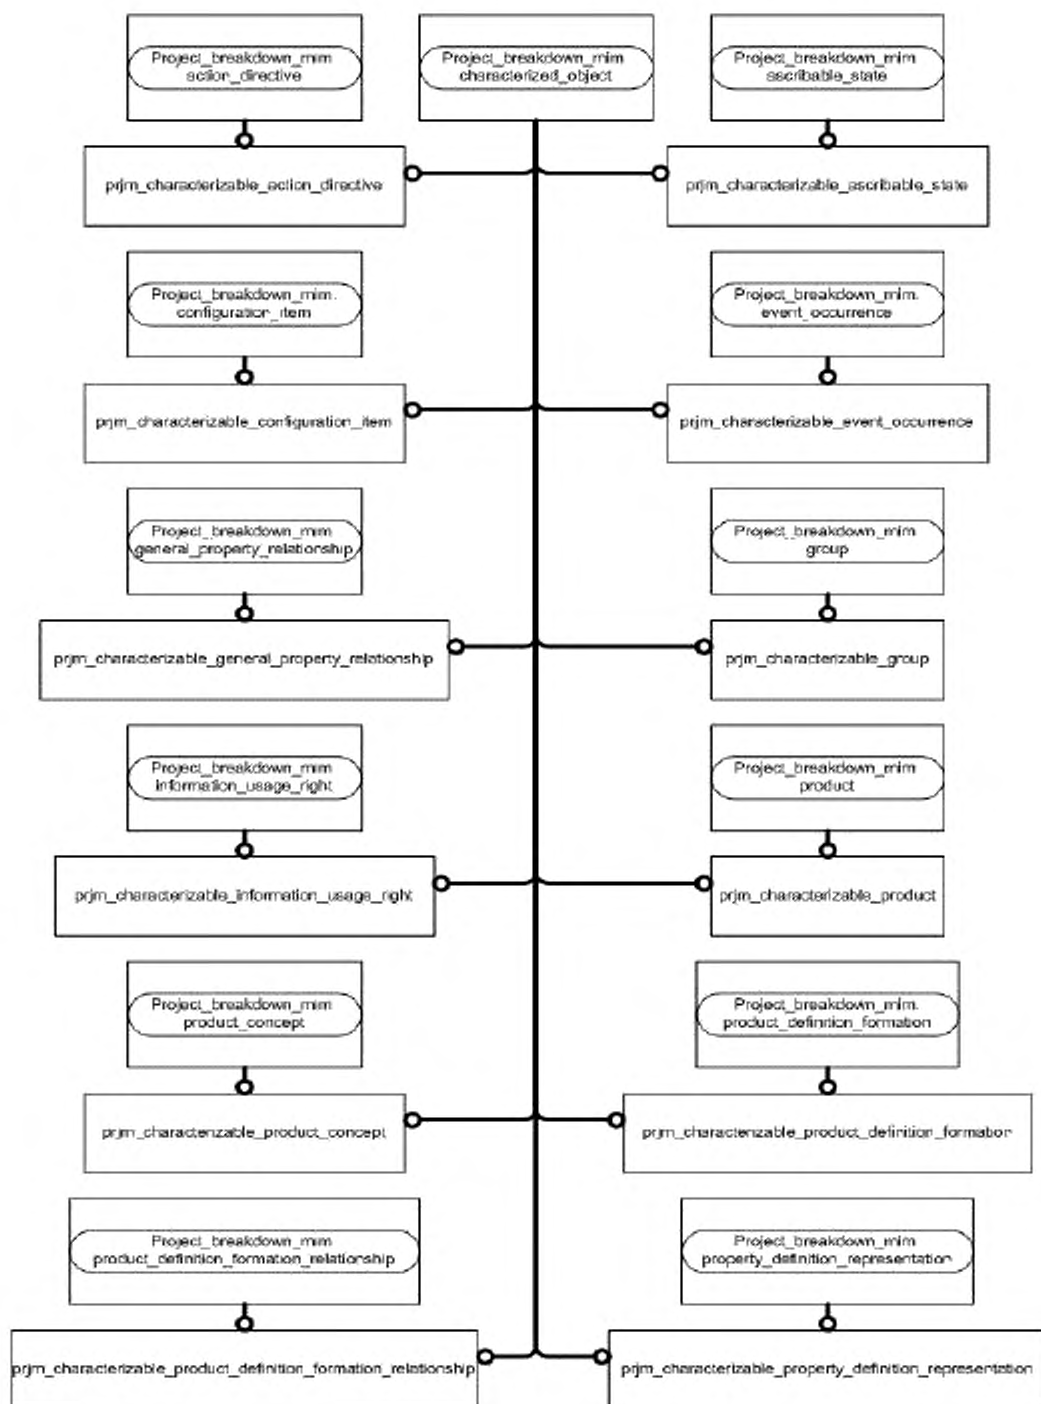 Project_breakdown_mim
action_directive
Project_breakdown_mim
characterized_object
Project_breakdown_mim
ascribable_state
prjm_characterizable_action_directive
prjm_characterizable_ascribable_state
Project_breakdown_mim.
configuration_item
Project_breakdown_mim.
event_occurrence
prjm_characterizable_configuration_item
prjm_characterizable_event_occurrence
Project_breakdown_mim
general_property_relationship
Project_breakdown_mim
group
prjm_characterizable_general_property_relationship
prjm_characterizable_group
Project_breakdown_mim
information_usage_right
Project_breakdown_mim
product
prjm_characterizable_information_usage_right
prjm_characterizable_product
Project_breakdown_mim
product_concept
Project_breakdown_mim.
product_definition_formation
prjm_characterizable_product_concept
prjm_characterizable_product_definition_formation
Project_breakdown_mim
product_definition_formation_relationship
Project_breakdown_mim
property_definition_representation
prjm_characterizable_product_definition_formation_relationship
prjm_characterizable_property_definition_representation